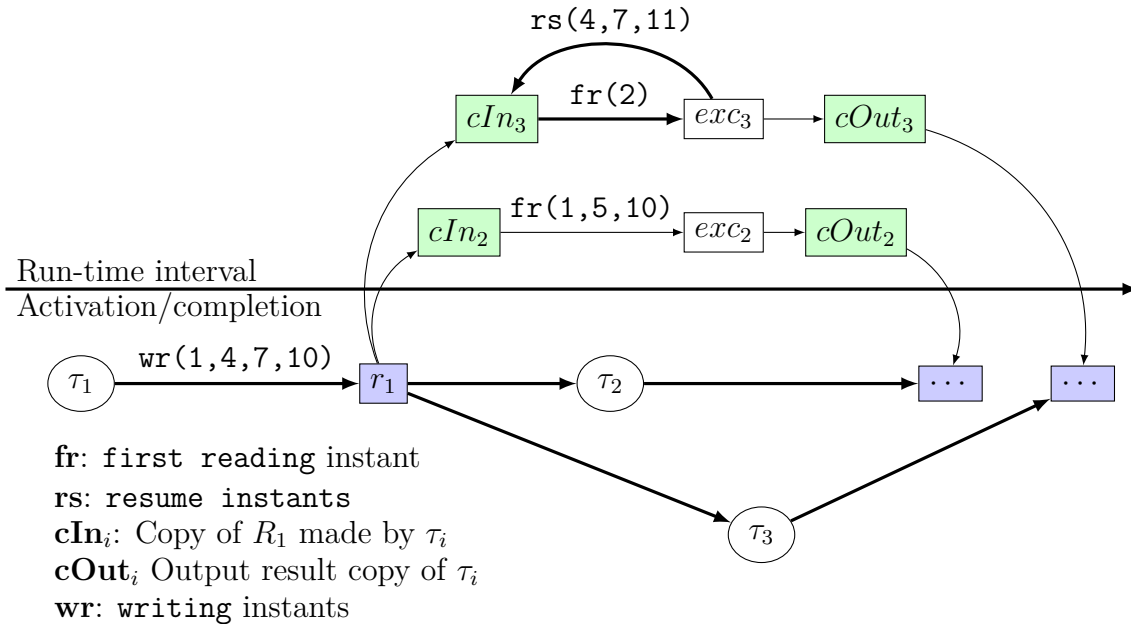 rs(4,7,11)
fr(2)
cIn₃
exc₃
cOut₃
fr(1,5,10)
cIn₂
exc₂
cOut₂
Run-time interval
Activation/completion
wr(1,4,7,10)
τ₁
r₁
τ₂
...
...
fr: first reading instant
rs: resume instants
cInᵢ: Copy of R₁ made by τᵢ
τ₃
cOutᵢ Output result copy of τᵢ
wr: writing instants